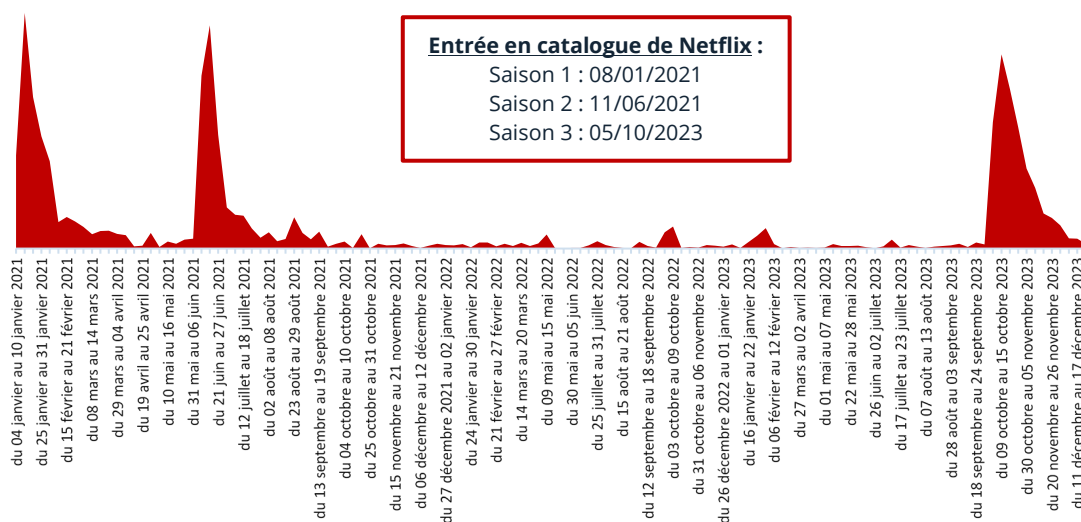 Entrée en catalogue de Netflix :
Saison 1 : 08/01/2021
Saison 2 : 11/06/2021
Saison 3 : 05/10/2023
du 04 janvier au 10 janvier 2021
du 25 janvier au 31 janvier 2021
du 15 février au 21 février 2021
du 08 mars au 14 mars 2021
du 29 mars au 04 avril 2021
du 19 avril au 25 avril 2021
du 10 mai au 16 mai 2021
du 31 mai au 06 juin 2021
du 21 juin au 27 juin 2021
du 12 juillet au 18 juillet 2021
du 02 août au 08 août 2021
du 23 août au 29 août 2021
du 13 septembre au 19 septembre 2021
du 04 octobre au 10 octobre 2021
du 25 octobre au 31 octobre 2021
du 15 novembre au 21 novembre 2021
du 06 décembre au 12 décembre 2021
du 27 décembre 2021 au 02 janvier 2022
du 24 janvier au 30 janvier 2022
du 21 février au 27 février 2022
du 14 mars au 20 mars 2022
du 09 mai au 15 mai 2022
du 30 mai au 05 juin 2022
du 25 juillet au 31 juillet 2022
du 15 août au 21 août 2022
du 12 septembre au 18 septembre 2022
du 03 octobre au 09 octobre 2022
du 31 octobre au 06 novembre 2022
du 26 décembre 2022 au 01 janvier 2023
du 16 janvier au 22 janvier 2023
du 06 février au 12 février 2023
du 27 mars au 02 avril 2023
du 01 mai au 07 mai 2023
du 22 mai au 28 mai 2023
du 26 juin au 02 juillet 2023
du 17 juillet au 23 juillet 2023
du 07 août au 13 août 2023
du 28 août au 03 septembre 2023
du 18 septembre au 24 septembre 2023
du 09 octobre au 15 octobre 2023
du 30 octobre au 05 novembre 2023
du 20 novembre au 26 novembre 2023
du 11 décembre au 17 décembre 2023